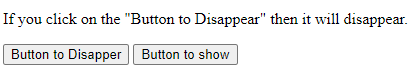 If you click on the "Button to Disappear" then it will disappear.
Button to Disapper Button to show